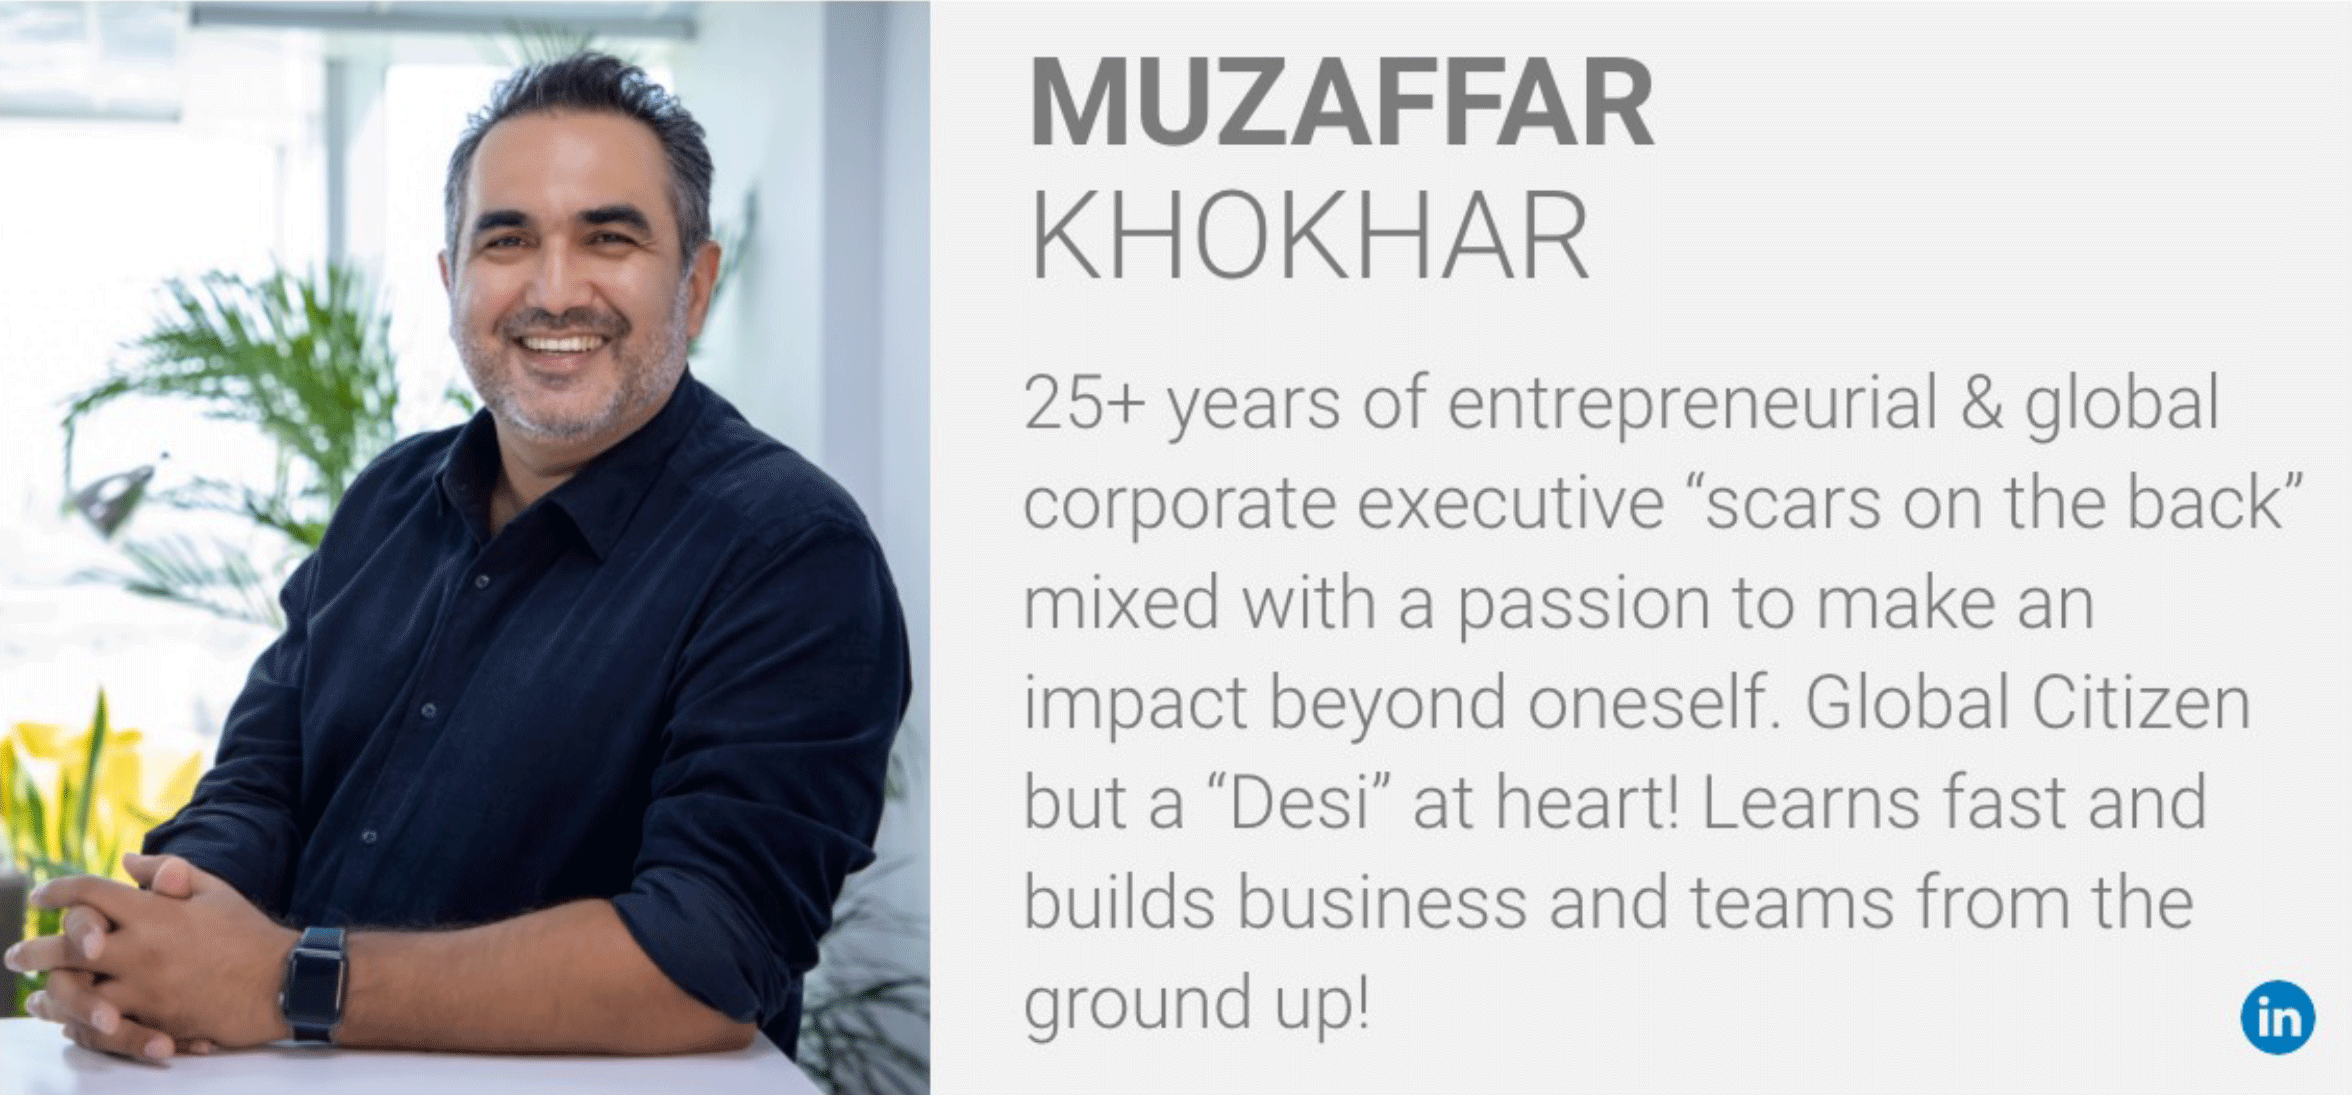 MUZAFFAR
KHOKHAR
25+ years of entrepreneurial & global
corporate executive “scars on the back”
mixed with a passion to make an
impact beyond oneself. Global Citizen
but a “Desi” at heart! Learns fast and
builds business and teams from the
ground up!
in